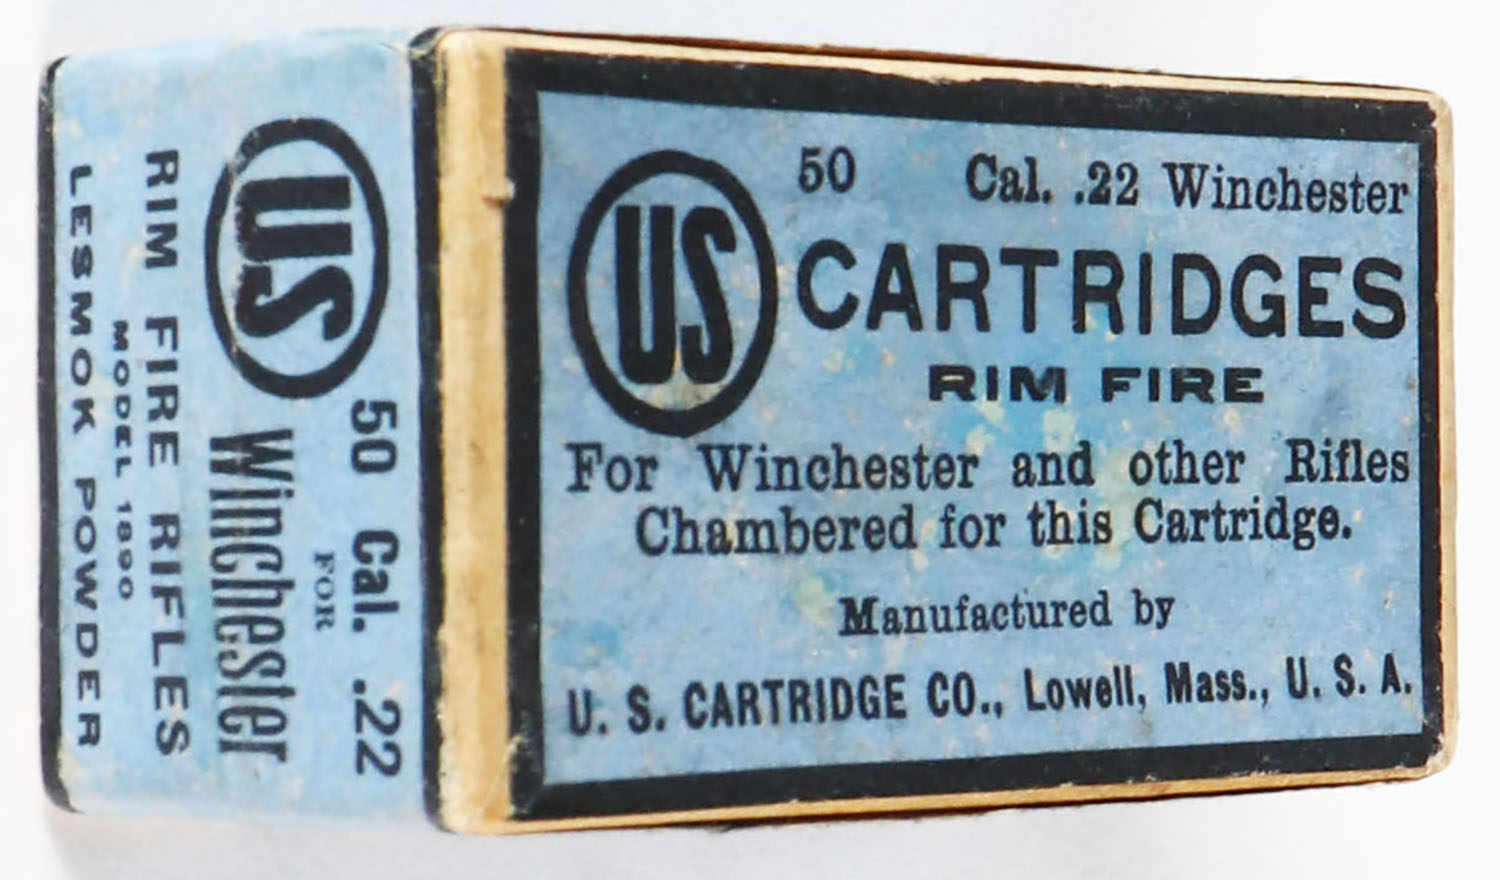 US
50 Cal. .22 Winchester
CARTRIDGES
RIM FIRE
For Winchester and other Rifles
Chambered for this Cartridge.
Manufactured by
U. S. CARTRIDGE CO., Lowell, Mass., U. S. A.
US
50 Cal. .22
FOR
Winchester
RIM FIRE RIFLES
MODEL 1890
LESMOK POWDER